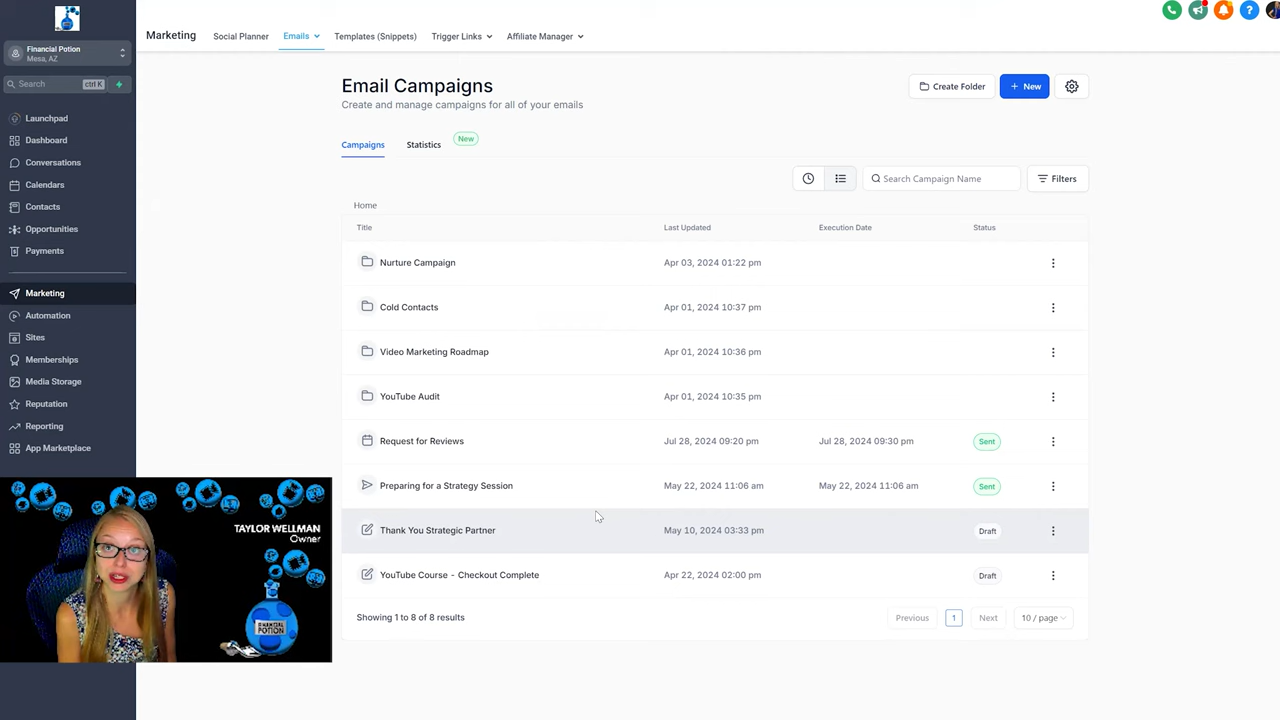 Financial Potion
Mesa, AZ
Search ctrl K
Launchpad
Dashboard
Conversations
Calendars
Contacts
Opportunities
Payments
Marketing
Automation
Sites
Memberships
Media Storage
Reputation
Reporting
App Marketplace
Marketing Social Planner Emails Templates (Snippets) Trigger Links Affiliate Manager
?
Email Campaigns
Create and manage campaigns for all of your emails
Create Folder + New
Campaigns Statistics New
Search Campaign Name Filters
Home
Title Last Updated Execution Date Status
Nurture Campaign Apr 03, 2024 01:22 pm
Cold Contacts Apr 01, 2024 10:37 pm
Video Marketing Roadmap Apr 01, 2024 10:36 pm
YouTube Audit Apr 01, 2024 10:35 pm
Request for Reviews Jul 28, 2024 09:20 pm Jul 28, 2024 09:30 pm Sent
Preparing for a Strategy Session May 22, 2024 11:06 am May 22, 2024 11:06 am Sent
Thank You Strategic Partner May 10, 2024 03:33 pm Draft
YouTube Course - Checkout Complete Apr 22, 2024 02:00 pm Draft
Showing 1 to 8 of 8 results Previous 1 Next 10 / page
TAYLOR WELLMAN
Owner
FINANCIAL
POTION